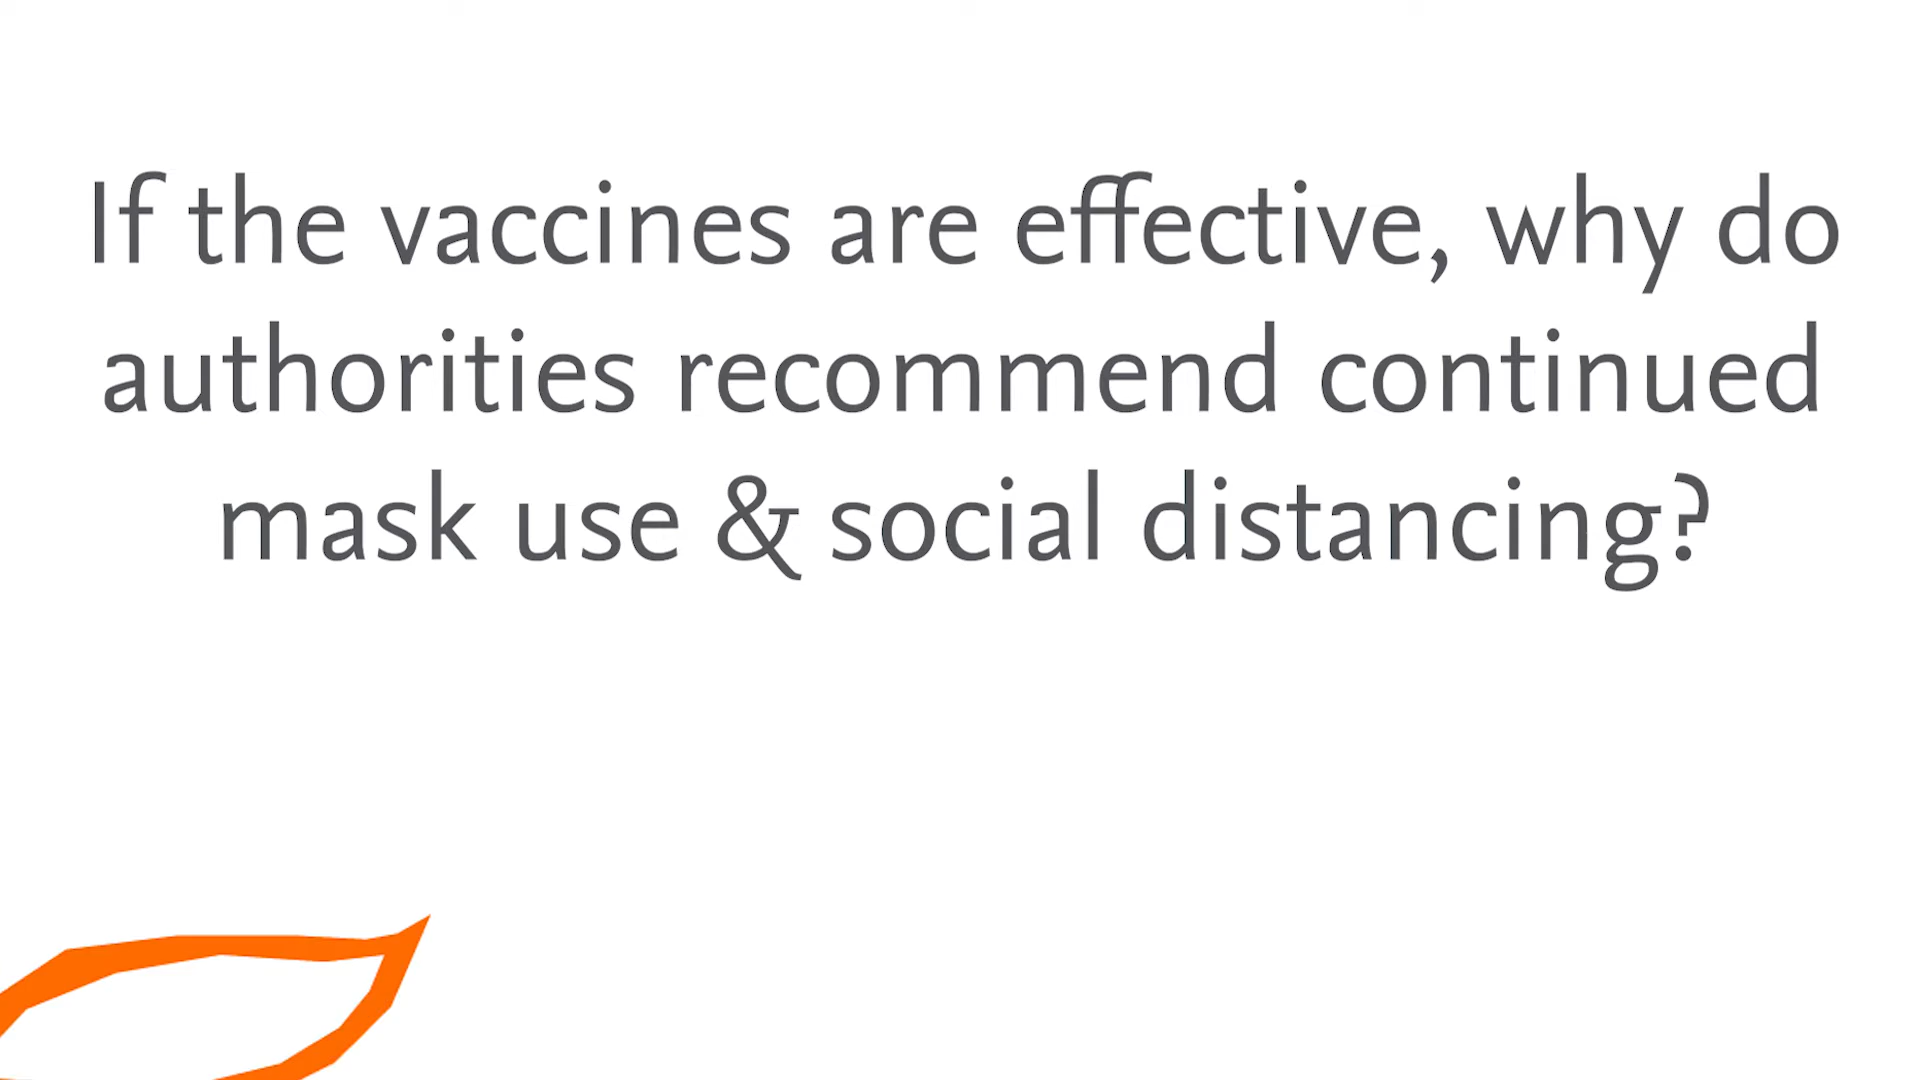 If the vaccines are effective, why do
authorities recommend continued
mask use & social distancing?